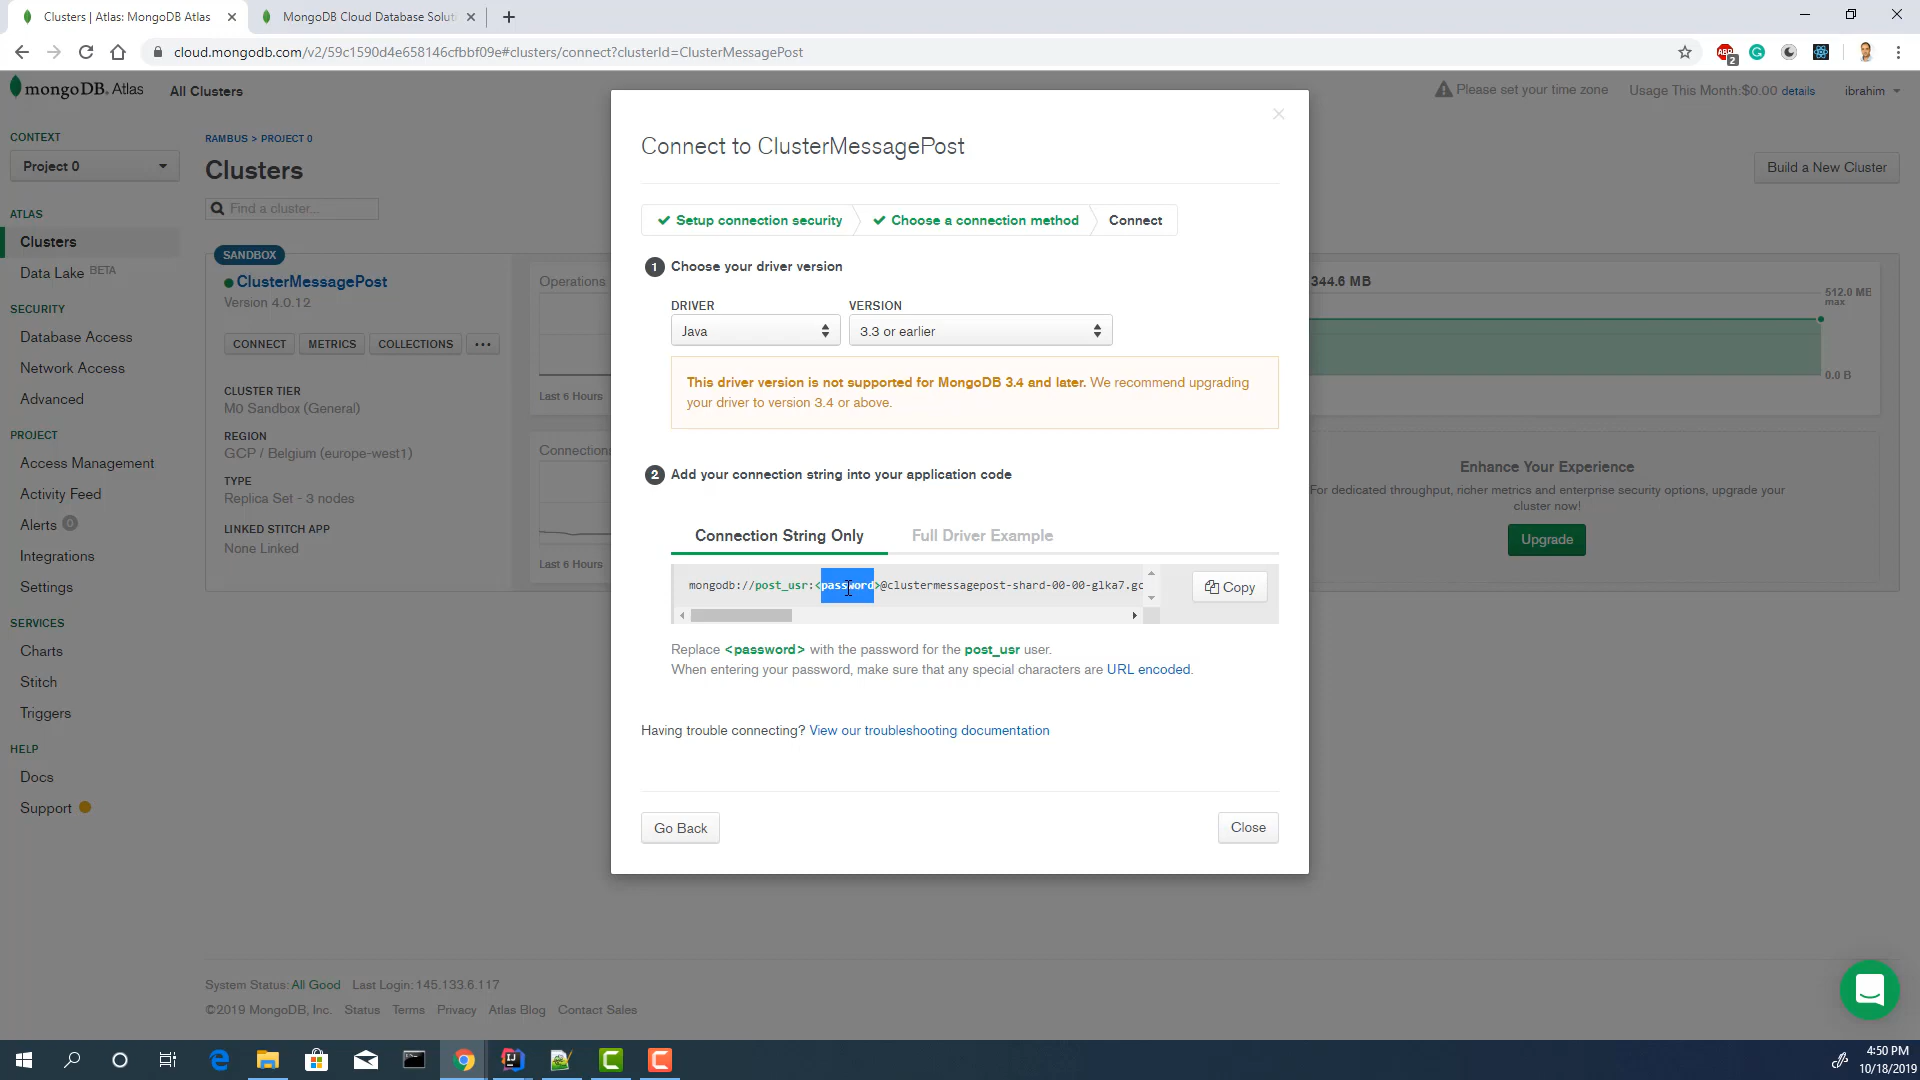 Clusters | Atlas: MongoDB Atlas
MongoDB Cloud Database Soluti
cloud.mongodb.com/v2/59c1590d4e658146cfbbf09e#clusters/connect?clusterId=ClusterMessagePost
ABP
2
mongoDB. Atlas
All Clusters
Please set your time zone
Usage This Month:$0.00 details
ibrahim
CONTEXT
Project 0
ATLAS
Clusters
Data Lake BETA
SECURITY
Database Access
Network Access
Advanced
PROJECT
Access Management
Activity Feed
Alerts 0
Integrations
Settings
SERVICES
Charts
Stitch
Triggers
HELP
Docs
Support
RAMBUS > PROJECT 0
Clusters
Build a New Cluster
Find a cluster...
SANDBOX
ClusterMessagePost
Version 4.0.12
CONNECT
METRICS
COLLECTIONS
...
CLUSTER TIER
M0 Sandbox (General)
REGION
GCP / Belgium (europe-west1)
TYPE
Replica Set - 3 nodes
LINKED STITCH APP
None Linked
Operations
Last 6 Hours
Connections
Last 6 Hours
344.6 MB
512.0 MB
max
0.0 B
Enhance Your Experience
For dedicated throughput, richer metrics and enterprise security options, upgrade your
cluster now!
Upgrade
Connect to ClusterMessagePost
Setup connection security
Choose a connection method
Connect
1 Choose your driver version
DRIVER
VERSION
Java
3.3 or earlier
This driver version is not supported for MongoDB 3.4 and later. We recommend upgrading
your driver to version 3.4 or above.
2 Add your connection string into your application code
Connection String Only
Full Driver Example
mongodb://post_usr:<password>@clustermessagepost-shard-00-00-glka7.gc
Copy
Replace <password> with the password for the post_usr user.
When entering your password, make sure that any special characters are URL encoded.
Having trouble connecting? View our troubleshooting documentation
Go Back
Close
System Status: All Good Last Login: 145.133.6.117
©2019 MongoDB, Inc. Status Terms Privacy Atlas Blog Contact Sales
4:50 PM
10/18/2019